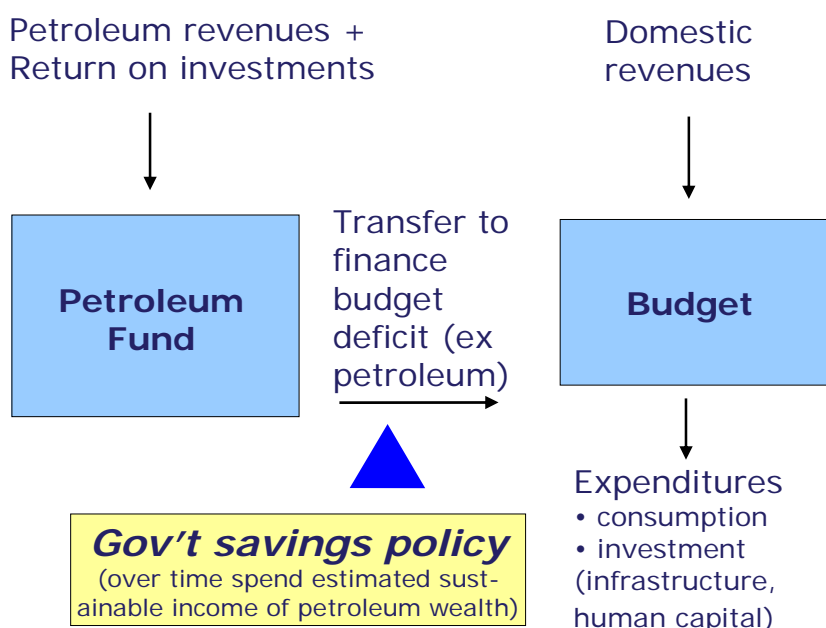 Petroleum revenues +
Return on investments
Domestic
revenues
Petroleum
Fund
Transfer to
finance
budget
deficit (ex
petroleum)
Budget
Gov't savings policy
(over time spend estimated sust-
ainable income of petroleum wealth)
Expenditures
• consumption
• investment
(infrastructure,
human capital)